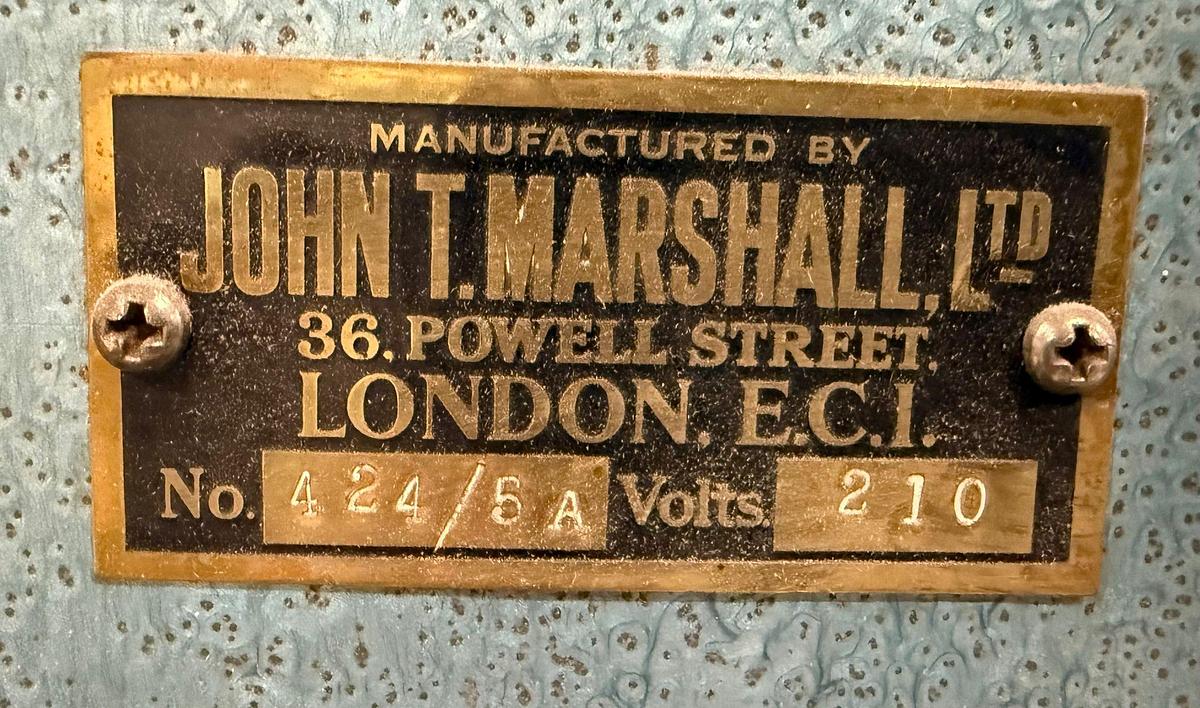 MANUFACTURED BY
JOHN T. MARSHALL, LTD
36, POWELL STREET,
LONDON, E.C.I.
No. 424/5A Volts. 210